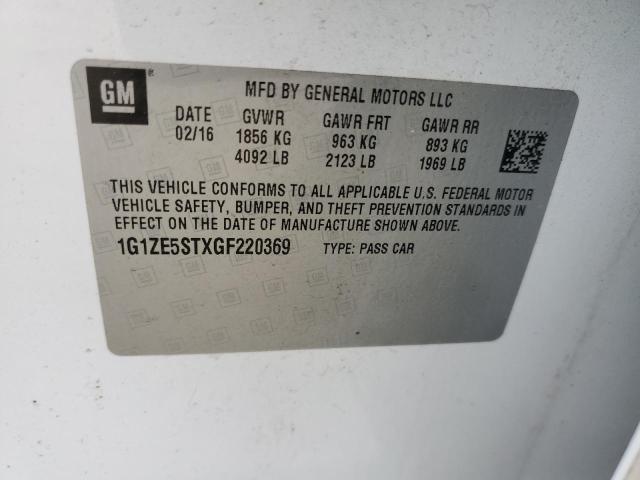 GM ®
MFD BY GENERAL MOTORS LLC
DATE GVWR GAWR FRT GAWR RR
02/16 1856 KG 963 KG 893 KG
4092 LB 2123 LB 1969 LB
THIS VEHICLE CONFORMS TO ALL APPLICABLE U.S. FEDERAL MOTOR
VEHICLE SAFETY, BUMPER, AND THEFT PREVENTION STANDARDS IN
EFFECT ON THE DATE OF MANUFACTURE SHOWN ABOVE.
1G1ZE5STXGF220369 TYPE: PASS CAR